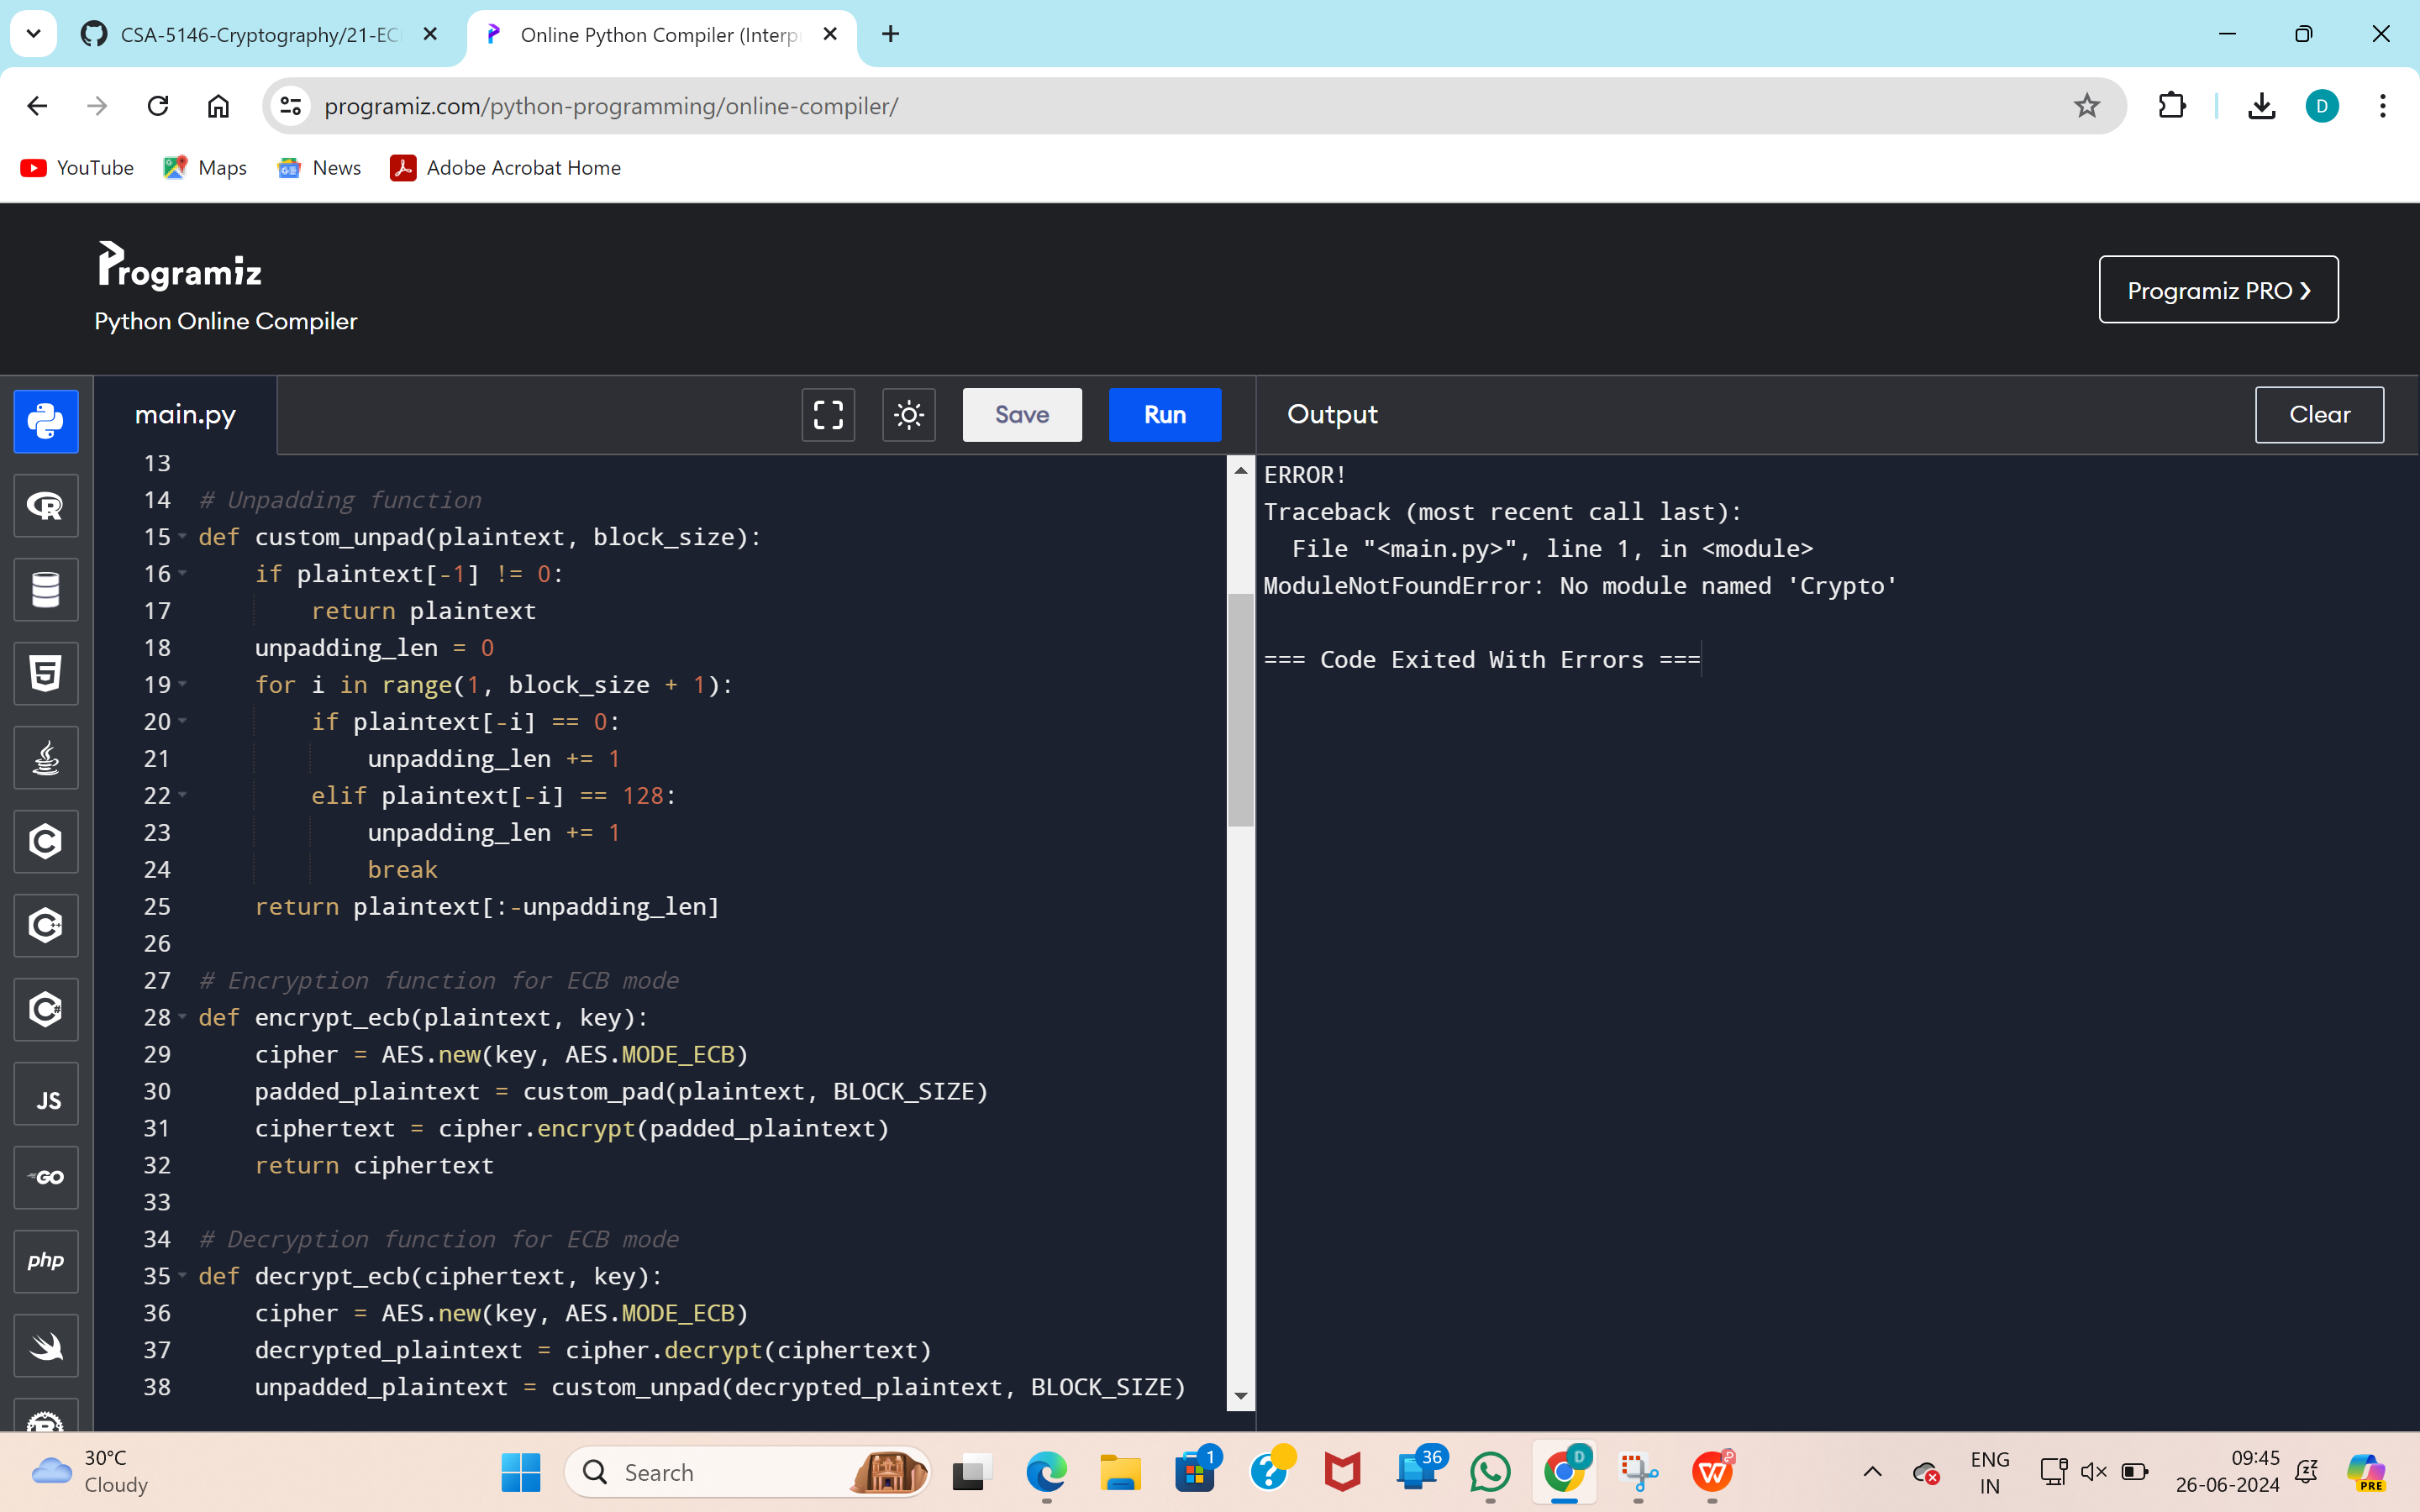 CSA-5146-Cryptography/21-EC
Online Python Compiler (Interp
programiz.com/python-programming/online-compiler/
D
YouTube
Maps
News
Adobe Acrobat Home
Programiz
Python Online Compiler
Programiz PRO ❯
main.py
Save
Run
Output
Clear
13
14 # Unpadding function
15 def custom_unpad(plaintext, block_size):
16     if plaintext[-1] != 0:
17         return plaintext
18     unpadding_len = 0
19     for i in range(1, block_size + 1):
20         if plaintext[-i] == 0:
21             unpadding_len += 1
22         elif plaintext[-i] == 128:
23             unpadding_len += 1
24             break
25     return plaintext[:-unpadding_len]
26
27 # Encryption function for ECB mode
28 def encrypt_ecb(plaintext, key):
29     cipher = AES.new(key, AES.MODE_ECB)
30     padded_plaintext = custom_pad(plaintext, BLOCK_SIZE)
31     ciphertext = cipher.encrypt(padded_plaintext)
32     return ciphertext
33
34 # Decryption function for ECB mode
35 def decrypt_ecb(ciphertext, key):
36     cipher = AES.new(key, AES.MODE_ECB)
37     decrypted_plaintext = cipher.decrypt(ciphertext)
38     unpadded_plaintext = custom_unpad(decrypted_plaintext, BLOCK_SIZE)
ERROR!
Traceback (most recent call last):
  File "<main.py>", line 1, in <module>
ModuleNotFoundError: No module named 'Crypto'
=== Code Exited With Errors ===
JS
GO
php
30°C
Cloudy
Search
1
36
D
ENG
IN
09:45
26-06-2024
PRE